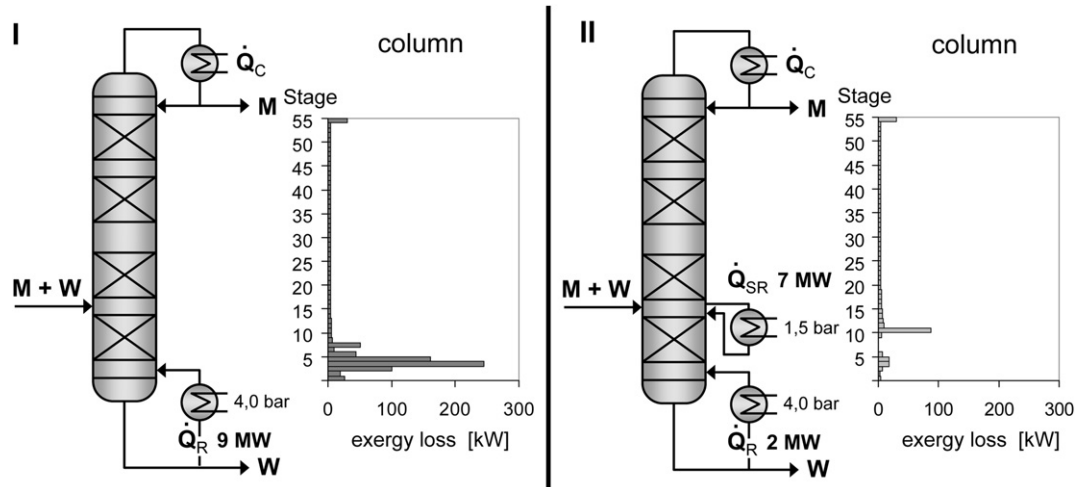 I
column
Q̇C
M
Stage
55
50
45
40
35
30
25
20
15
10
5
0 100 200 300
exergy loss [kW]
M + W
4,0 bar
Q̇R 9 MW
W
II
column
Q̇C
M
Stage
55
50
45
40
35
30
25
20
15
10
5
0 100 200 300
exergy loss [kW]
Q̇SR 7 MW
M + W
1,5 bar
4,0 bar
Q̇R 2 MW
W